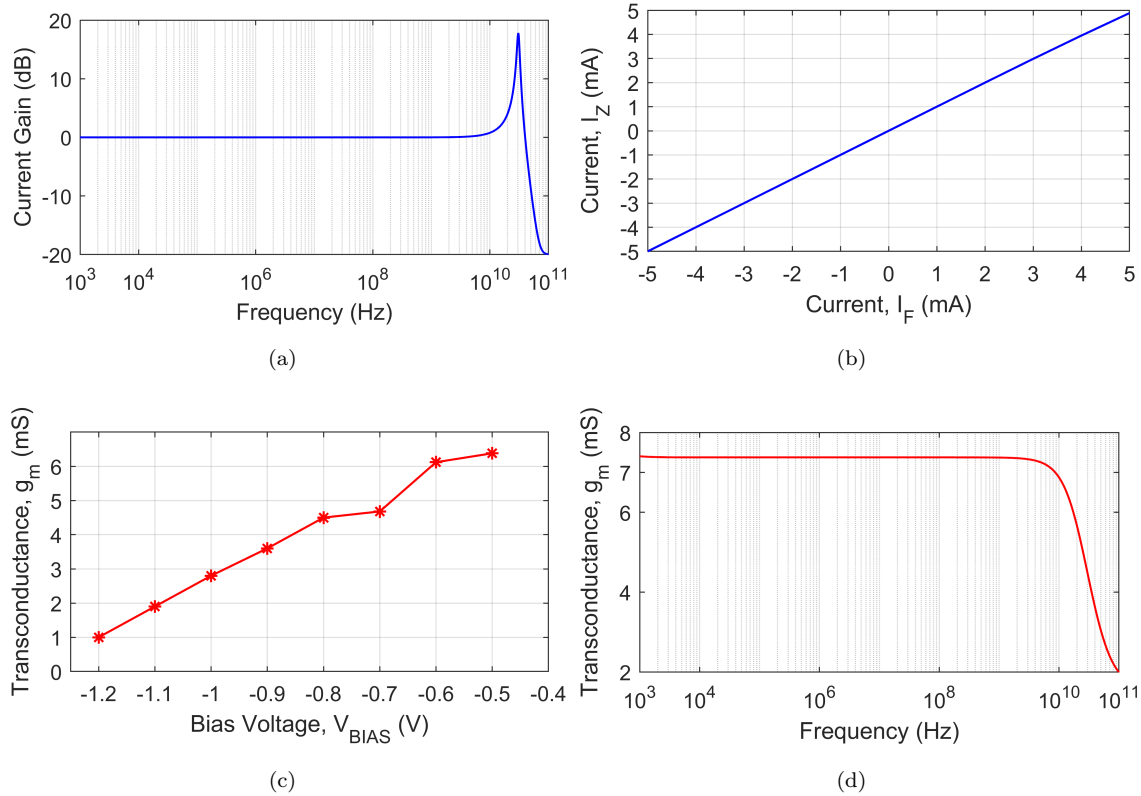 20
10
0
-10
-20
Current Gain (dB)
10^3 10^4 10^6 10^8 10^10 10^11
Frequency (Hz)
(a)
5
4
3
2
1
0
-1
-2
-3
-4
-5
Current, I_Z (mA)
-5 -4 -3 -2 -1 0 1 2 3 4 5
Current, I_F (mA)
(b)
6
5
4
3
2
1
0
Transconductance, g_m (mS)
-1.2 -1.1 -1 -0.9 -0.8 -0.7 -0.6 -0.5 -0.4
Bias Voltage, V_BIAS (V)
(c)
8
7
6
4
2
Transconductance, g_m (mS)
10^3 10^4 10^6 10^8 10^10 10^11
Frequency (Hz)
(d)